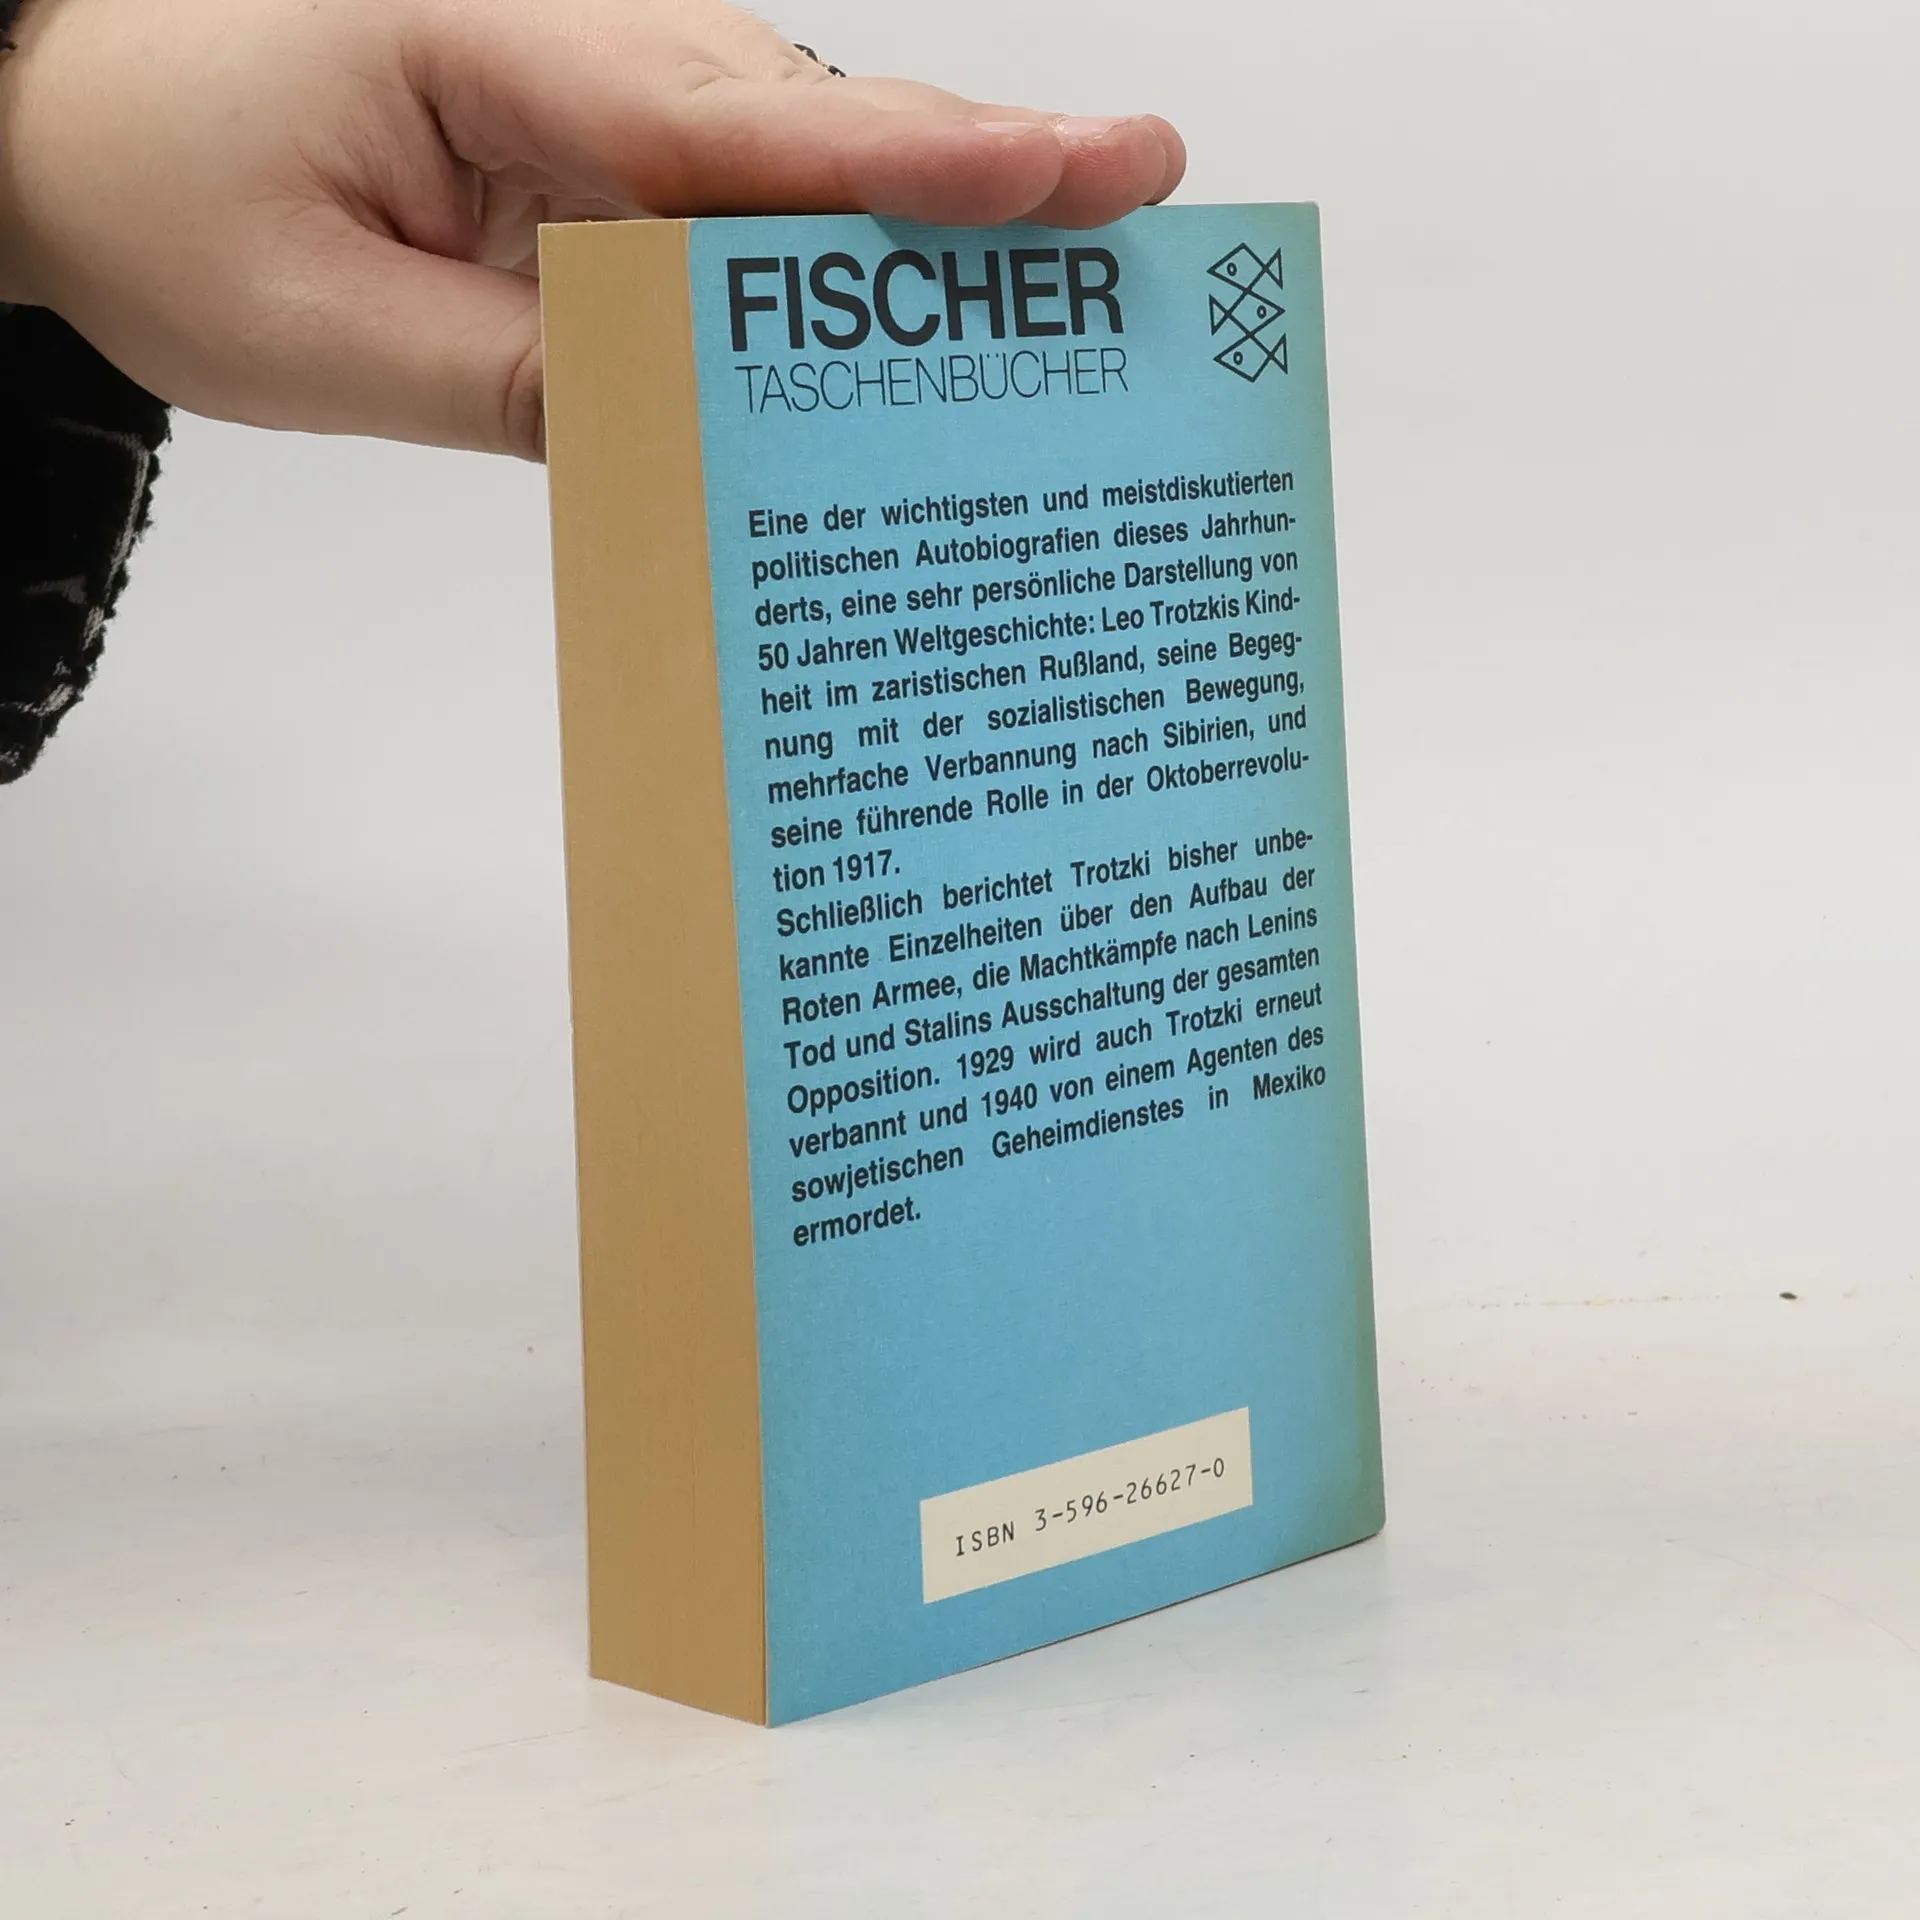 FISCHER
TASCHENBÜCHER
Eine der wichtigsten und meistdiskutierten
politischen Autobiografien dieses Jahrhun-
derts, eine sehr persönliche Darstellung von
50 Jahren Weltgeschichte: Leo Trotzkis Kind-
heit im zaristischen Rußland, seine Begeg-
nung mit der sozialistischen Bewegung,
mehrfache Verbannung nach Sibirien, und
seine führende Rolle in der Oktoberrevolu-
tion 1917.
Schließlich berichtet Trotzki bisher unbe-
kannte Einzelheiten über den Aufbau der
Roten Armee, die Machtkämpfe nach Lenins
Tod und Stalins Ausschaltung der gesamten
Opposition. 1929 wird auch Trotzki erneut
verbannt und 1940 von einem Agenten des
sowjetischen Geheimdienstes in Mexiko
ermordet.
ISBN 3-596-26627-0